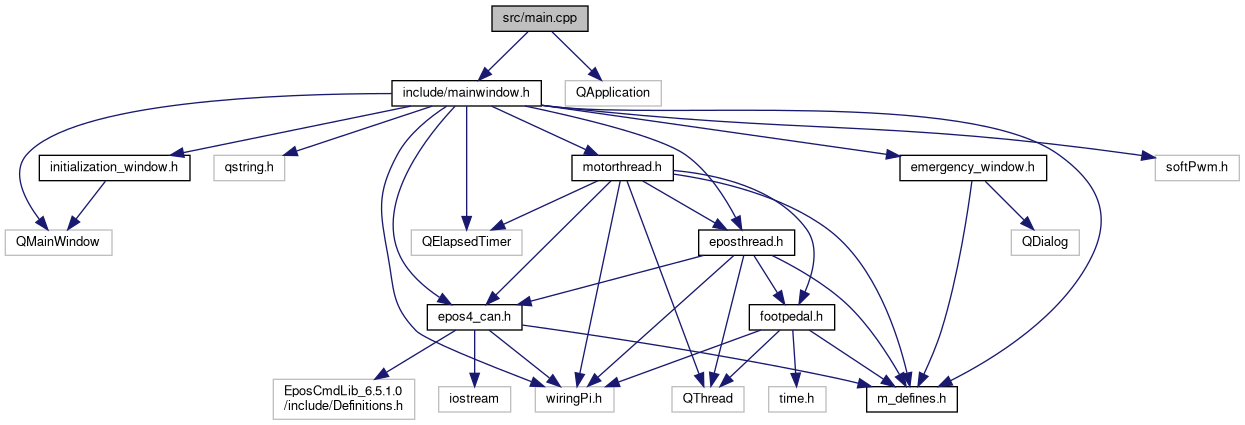 src/main.cpp
include/mainwindow.h
QApplication
initialization_window.h
qstring.h
motorthread.h
emergency_window.h
softPwm.h
QMainWindow
QElapsedTimer
eposthread.h
QDialog
epos4_can.h
footpedal.h
EposCmdLib_6.5.1.0
/include/Definitions.h
iostream
wiringPi.h
QThread
time.h
m_defines.h